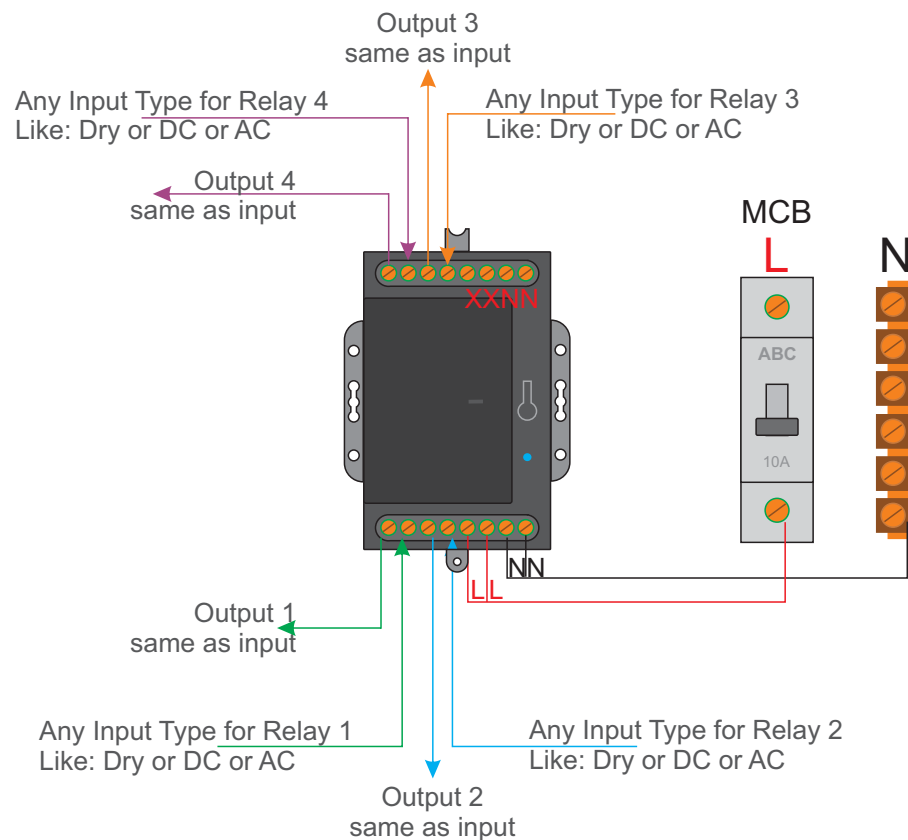 Output 3
same as input
Any Input Type for Relay 4
Like: Dry or DC or AC
Any Input Type for Relay 3
Like: Dry or DC or AC
Output 4
same as input
MCB
L
N
XXNN
ABC
10A
NN
LL
Output 1
same as input
Any Input Type for Relay 1
Like: Dry or DC or AC
Any Input Type for Relay 2
Like: Dry or DC or AC
Output 2
same as input